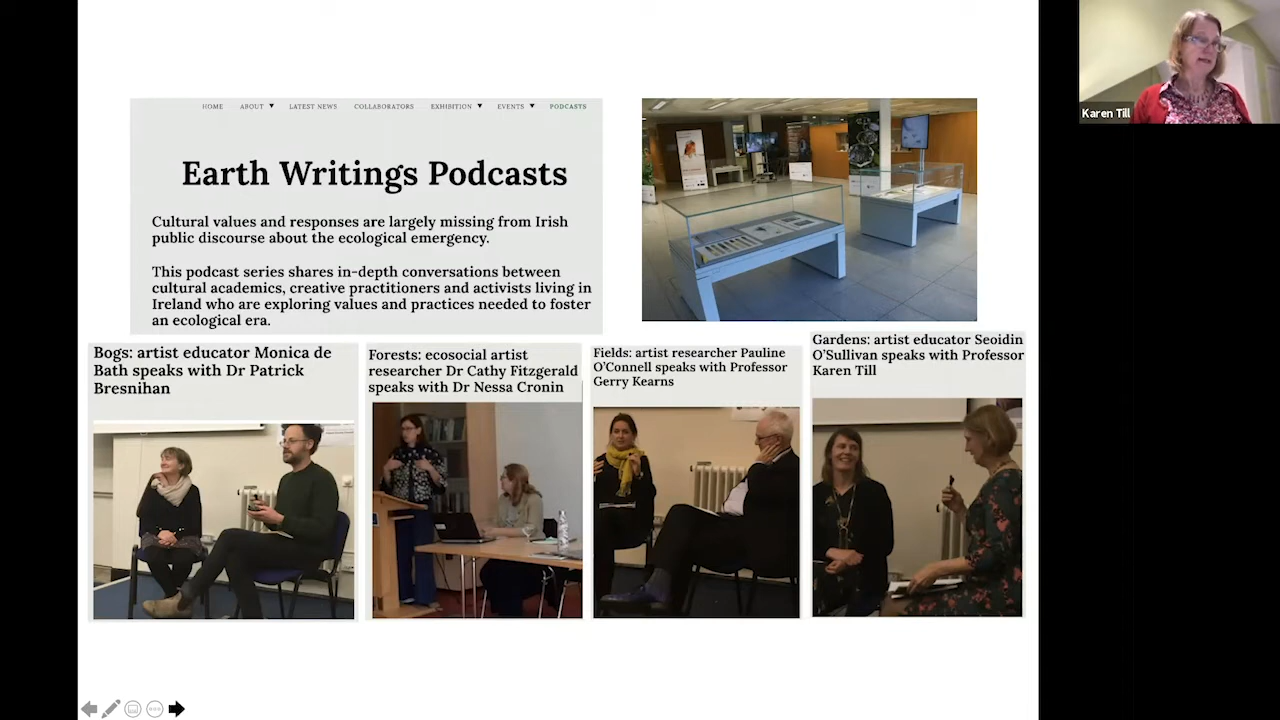 HOME ABOUT ▼ LATEST NEWS COLLABORATORS EXHIBITION ▼ EVENTS ▼ PODCASTS
Earth Writings Podcasts
Cultural values and responses are largely missing from Irish
public discourse about the ecological emergency.
This podcast series shares in-depth conversations between
cultural academics, creative practitioners and activists living in
Ireland who are exploring values and practices needed to foster
an ecological era.
Karen Till
Bogs: artist educator Monica de
Bath speaks with Dr Patrick
Bresnihan
Forests: ecosocial artist
researcher Dr Cathy Fitzgerald
speaks with Dr Nessa Cronin
Fields: artist researcher Pauline
O'Connell speaks with Professor
Gerry Kearns
Gardens: artist educator Seoidin
O'Sullivan speaks with Professor
Karen Till